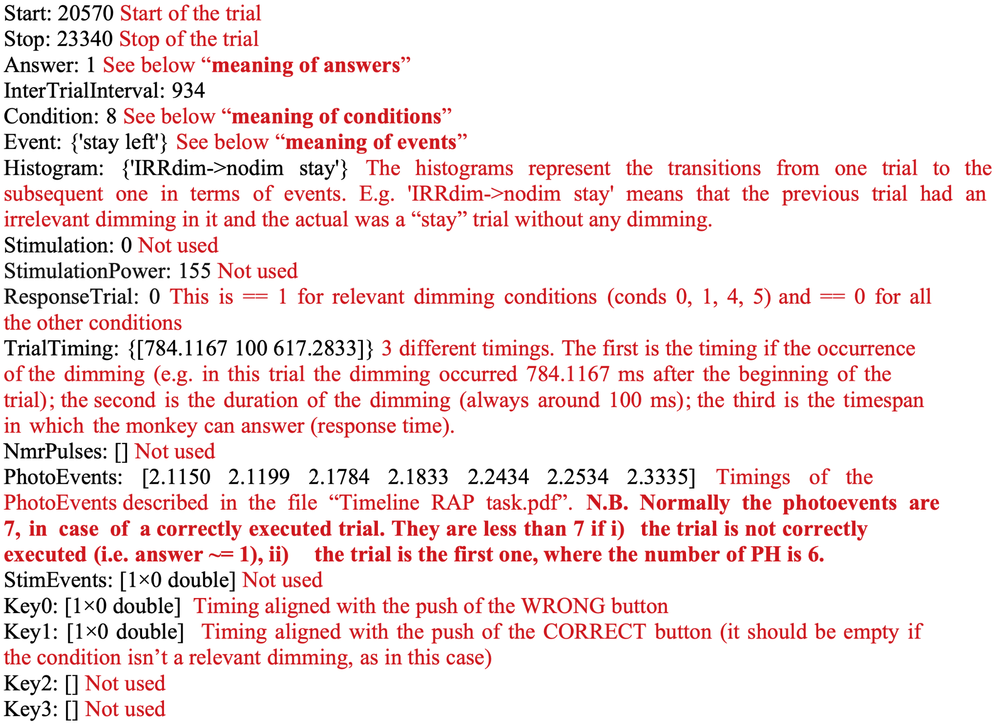 Start: 20570 Start of the trial
Stop: 23340 Stop of the trial
Answer: 1 See below “meaning of answers”
InterTrialInterval: 934
Condition: 8 See below “meaning of conditions”
Event: {'stay left'} See below “meaning of events”
Histogram: {'IRRdim->nodim stay'} The histograms represent the transitions from one trial to the
subsequent one in terms of events. E.g. 'IRRdim->nodim stay' means that the previous trial had an
irrelevant dimming in it and the actual was a “stay” trial without any dimming.
Stimulation: 0 Not used
StimulationPower: 155 Not used
ResponseTrial: 0 This is == 1 for relevant dimming conditions (conds 0, 1, 4, 5) and == 0 for all
the other conditions
TrialTiming: {[784.1167 100 617.2833]} 3 different timings. The first is the timing if the occurrence
of the dimming (e.g. in this trial the dimming occurred 784.1167 ms after the beginning of the
trial); the second is the duration of the dimming (always around 100 ms); the third is the timespan
in which the monkey can answer (response time).
NmrPulses: [] Not used
PhotoEvents: [2.1150 2.1199 2.1784 2.1833 2.2434 2.2534 2.3335] Timings of the
PhotoEvents described in the file “Timeline RAP task.pdf”. N.B. Normally the photoevents are
7, in case of a correctly executed trial. They are less than 7 if i) the trial is not correctly
executed (i.e. answer ~= 1), ii) the trial is the first one, where the number of PH is 6.
StimEvents: [1×0 double] Not used
Key0: [1×0 double] Timing aligned with the push of the WRONG button
Key1: [1×0 double] Timing aligned with the push of the CORRECT button (it should be empty if
the condition isn’t a relevant dimming, as in this case)
Key2: [] Not used
Key3: [] Not used